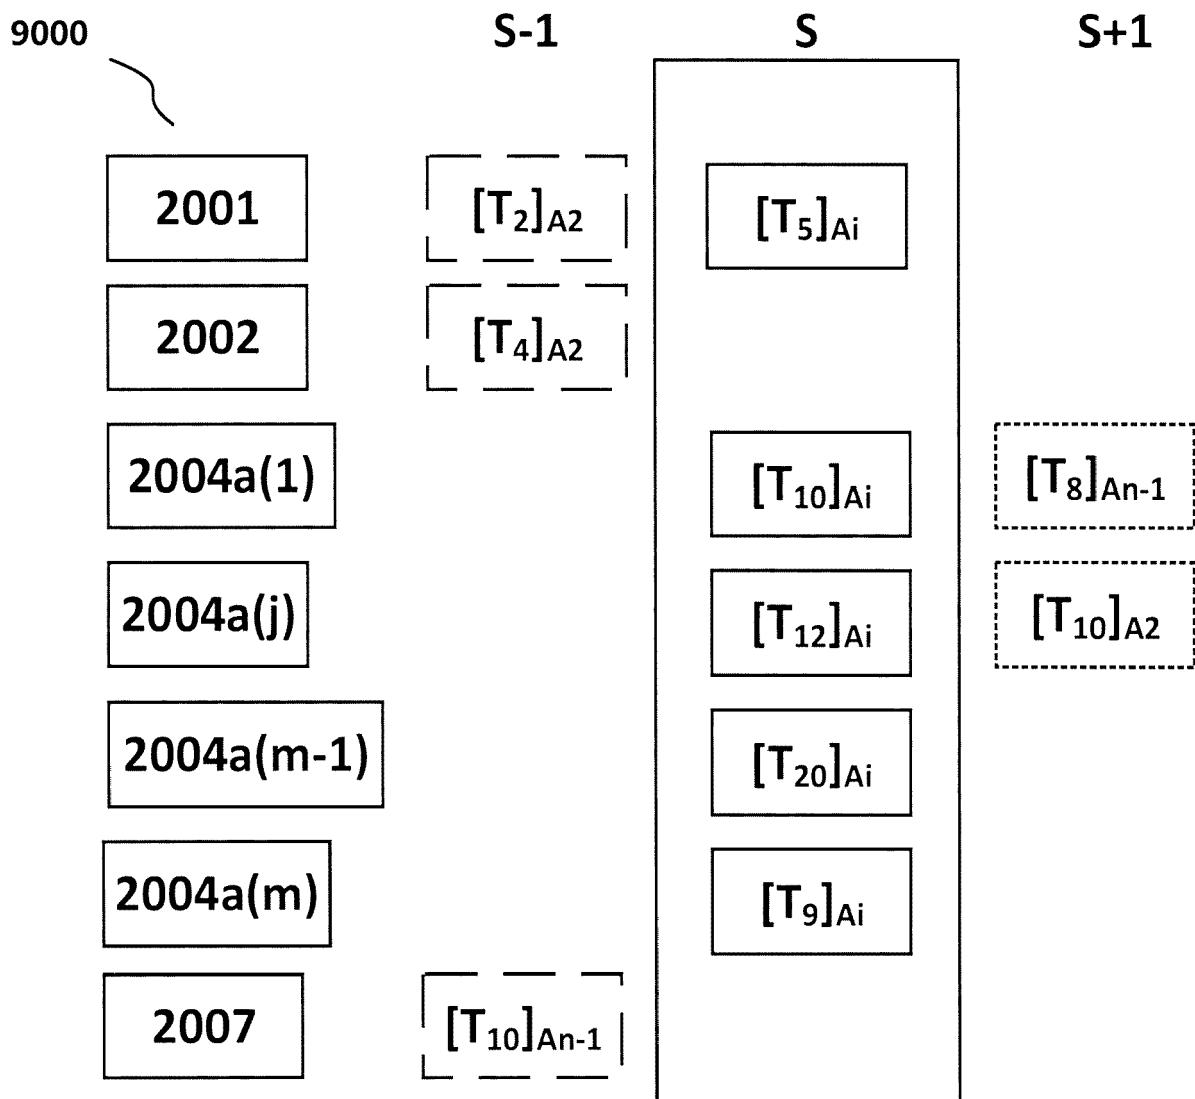 9000 S-1 S S+1
2001 [T2]A2 [T5]Ai
2002 [T4]A2
2004a(1) [T10]Ai [T8]An-1
2004a(j) [T12]Ai [T10]A2
2004a(m-1) [T20]Ai
2004a(m) [T9]Ai
2007 [T10]An-1